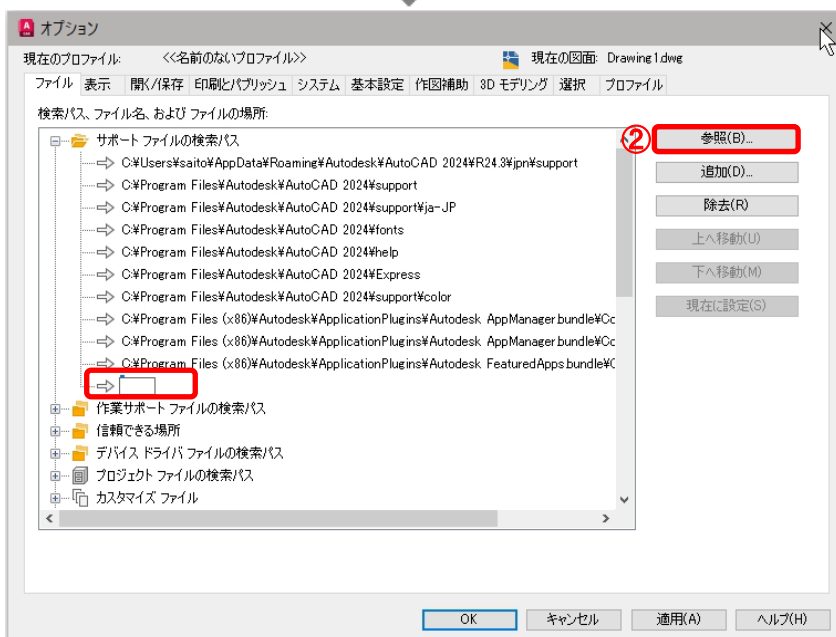 オプション
現在のプロファイル: <<名前のないプロファイル>> 現在の図面: Drawing1.dwg
ファイル 表示 開く/保存 印刷とパブリッシュ システム 基本設定 作図補助 3D モデリング 選択 プロファイル
検索パス、ファイル名、および ファイルの場所:
サポート ファイルの検索パス
C:¥Users¥saito¥AppData¥Roaming¥Autodesk¥AutoCAD 2024¥R24.3¥jpn¥support
C:¥Program Files¥Autodesk¥AutoCAD 2024¥support
C:¥Program Files¥Autodesk¥AutoCAD 2024¥support¥ja-JP
C:¥Program Files¥Autodesk¥AutoCAD 2024¥fonts
C:¥Program Files¥Autodesk¥AutoCAD 2024¥help
C:¥Program Files¥Autodesk¥AutoCAD 2024¥Express
C:¥Program Files¥Autodesk¥AutoCAD 2024¥support¥color
C:¥Program Files (x86)¥Autodesk¥ApplicationPlugins¥Autodesk AppManager.bundle¥Cc
C:¥Program Files (x86)¥Autodesk¥ApplicationPlugins¥Autodesk AppManager.bundle¥Cc
C:¥Program Files (x86)¥Autodesk¥ApplicationPlugins¥Autodesk FeaturedApps.bundle¥C
作業サポート ファイルの検索パス
信頼できる場所
デバイス ドライバ ファイルの検索パス
プロジェクト ファイルの検索パス
カスタマイズ ファイル
②
参照(B)...
追加(D)...
除去(R)
上へ移動(U)
下へ移動(M)
現在に設定(S)
OK キャンセル 適用(A) ヘルプ(H)